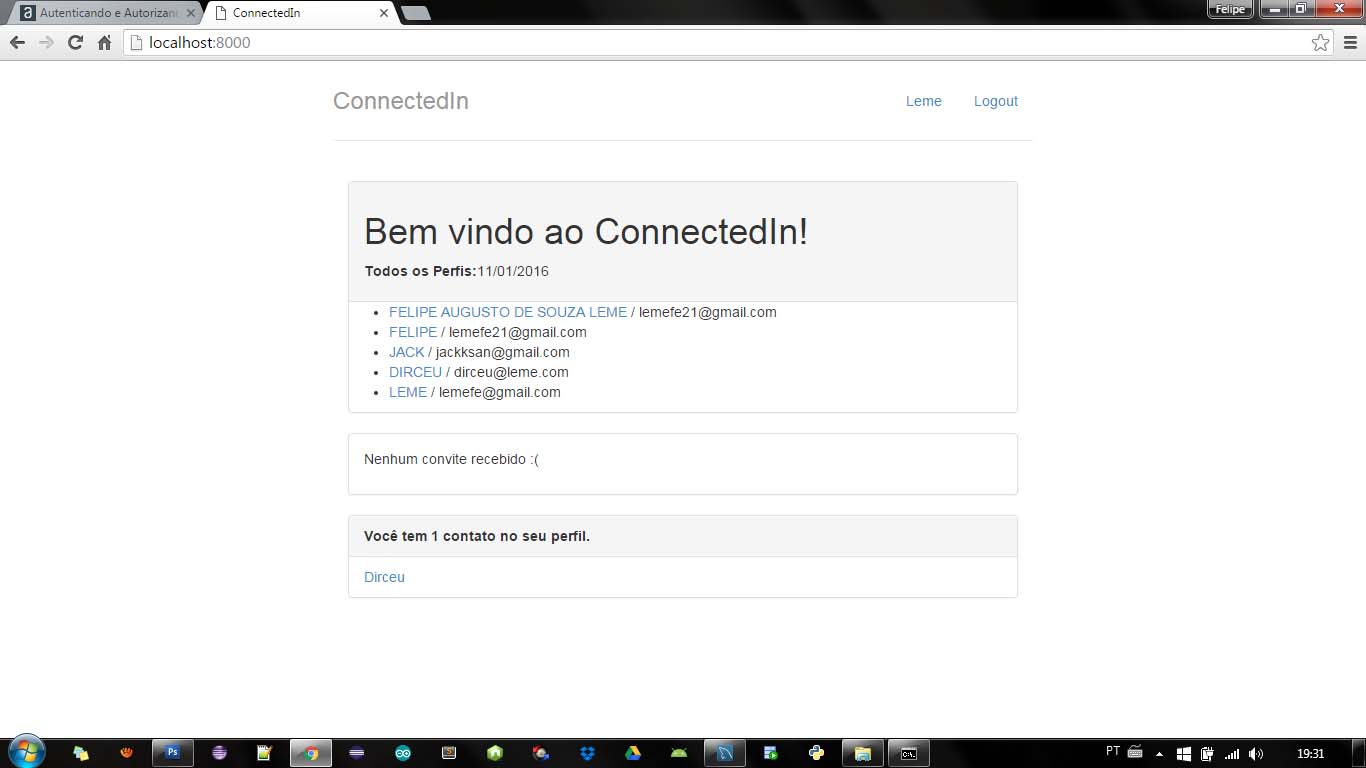 Autenticando e Autorizan
ConnectedIn
Felipe
localhost:8000
ConnectedIn
Leme
Logout
Bem vindo ao ConnectedIn!
Todos os Perfis:11/01/2016
FELIPE AUGUSTO DE SOUZA LEME / lemefe21@gmail.com
FELIPE / lemefe21@gmail.com
JACK / jackksan@gmail.com
DIRCEU / dirceu@leme.com
LEME / lemefe@gmail.com
Nenhum convite recebido :(
Você tem 1 contato no seu perfil.
Dirceu
Ps
PT
19:31